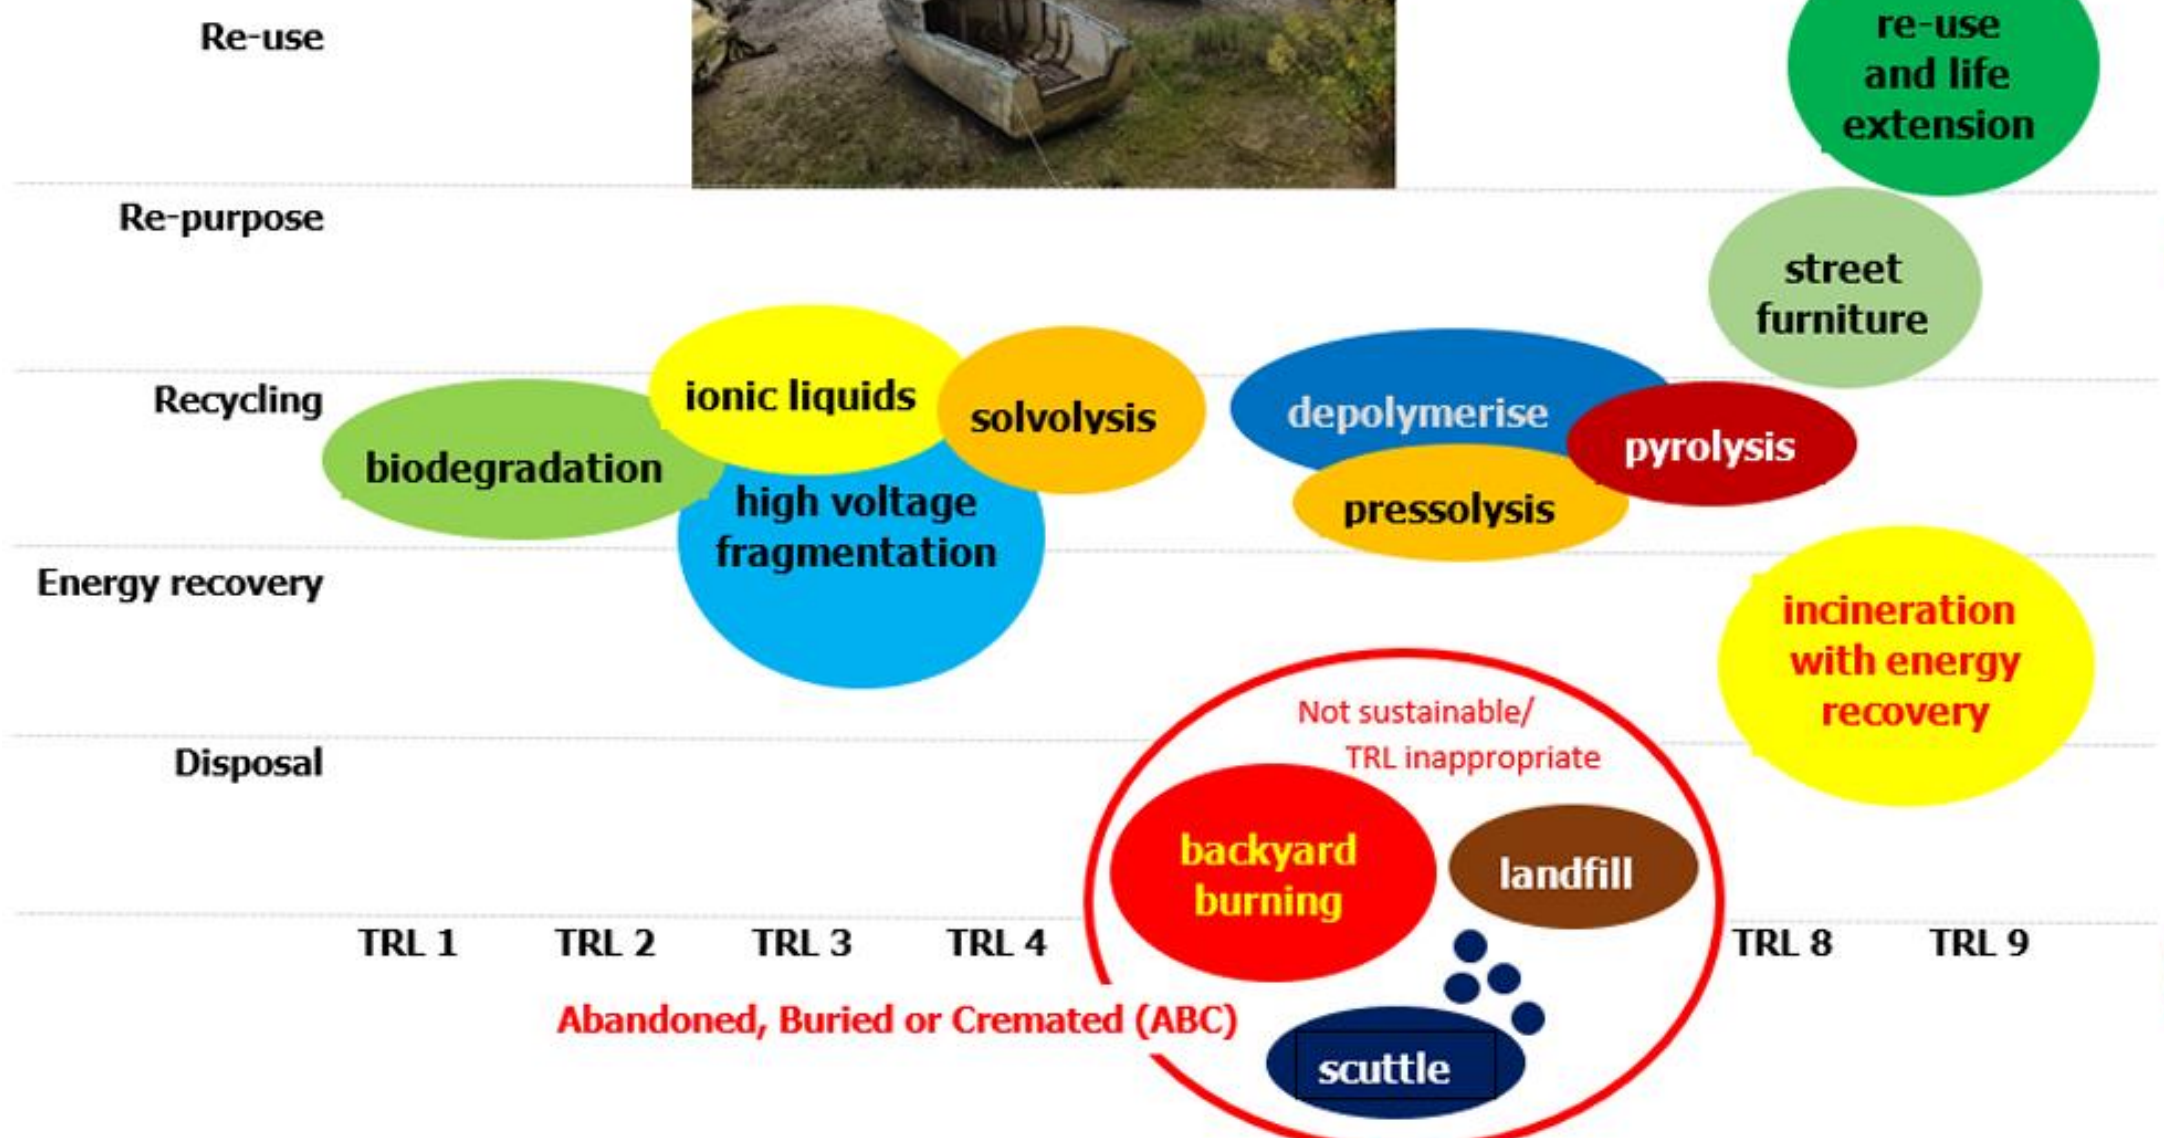 Re-use
re-use
and life
extension
Re-purpose
street
furniture
Recycling
biodegradation
ionic liquids
solvolysis
high voltage
fragmentation
depolymerise
pressolysis
pyrolysis
Energy recovery
incineration
with energy
recovery
Not sustainable/
TRL inappropriate
Disposal
backyard
burning
landfill
TRL 1
TRL 2
TRL 3
TRL 4
TRL 8
TRL 9
Abandoned, Buried or Cremated (ABC)
scuttle